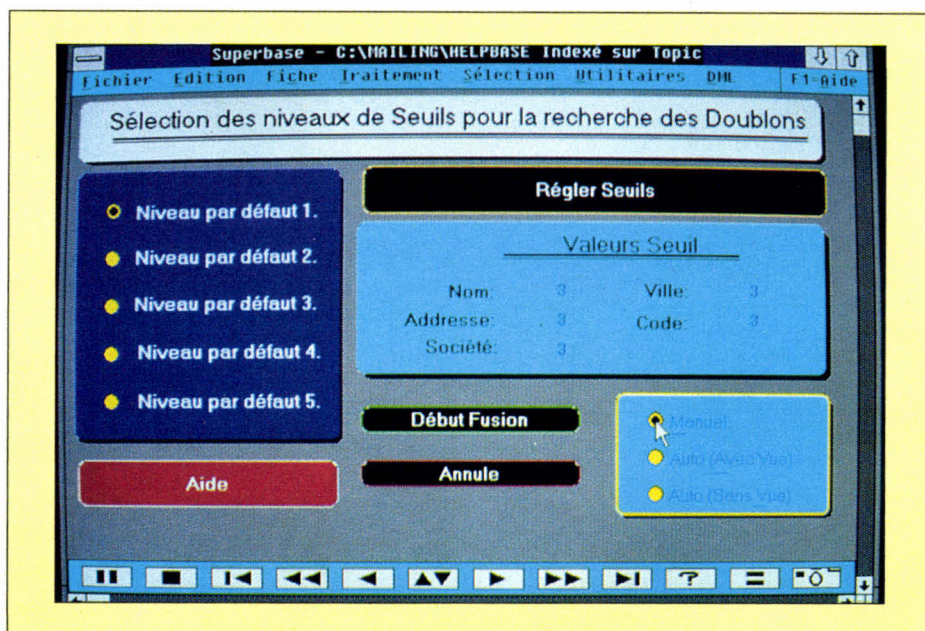 Superbase - C:\MAILING\HELPBASE Indexé sur Topic
Fichier Edition Fiche Traitement Sélection Utilitaires DML F1=Aide
Sélection des niveaux de Seuils pour la recherche des Doublons
Niveau par défaut 1.
Niveau par défaut 2.
Niveau par défaut 3.
Niveau par défaut 4.
Niveau par défaut 5.
Aide
Régler Seuils
Valeurs Seuil
Nom: 3 Ville: 3
Addresse: 3 Code: 3
Société: 3
Début Fusion
Annule
Manuel.
Auto (Avec Vue)
Auto (Sans Vue)